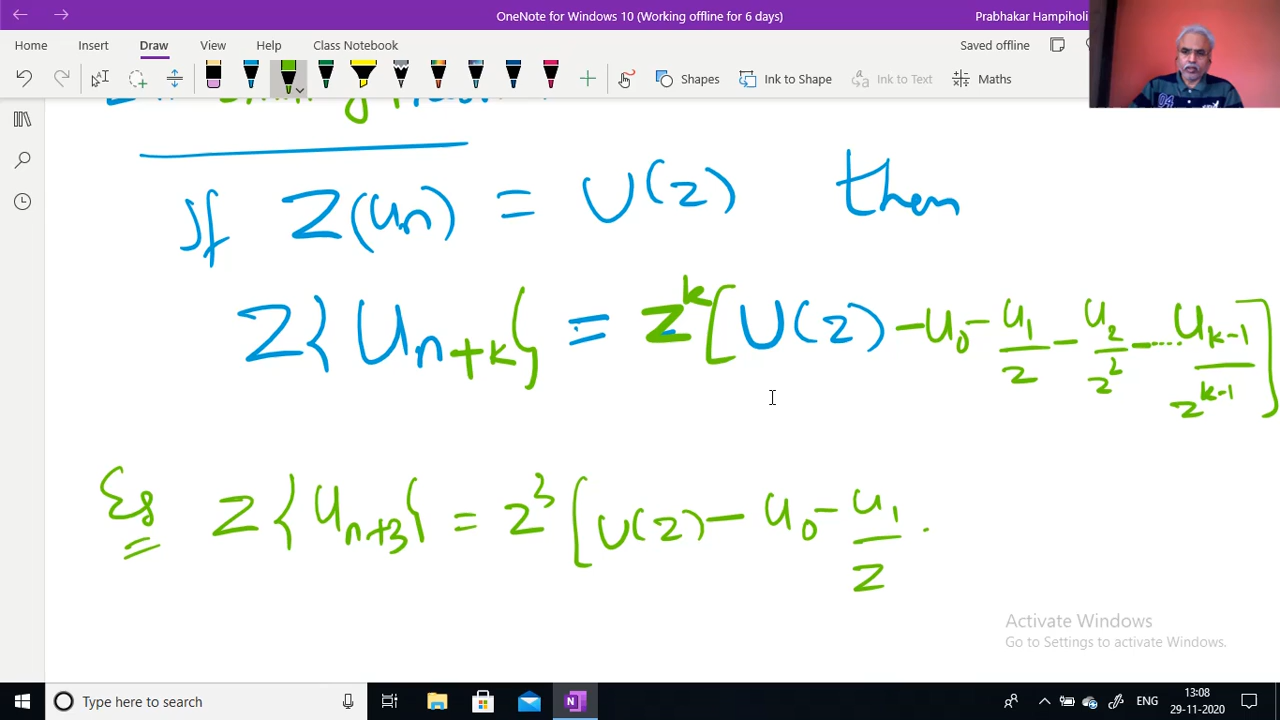 OneNote for Windows 10 (Working offline for 6 days)
Prabhakar Hampiholi
Home Insert Draw View Help Class Notebook
Saved offline
Shapes Ink to Shape Ink to Text Maths
If Z(un) = U(z) then
Z{un+k} = z^k [U(z) - u0 - u1/z - u2/z^2 - .... uk-1/z^k-1]
Eg Z{un+3} = z^3 [U(z) - u0 - u1/z .
Activate Windows
Go to Settings to activate Windows.
Type here to search
ENG
13:08
29-11-2020